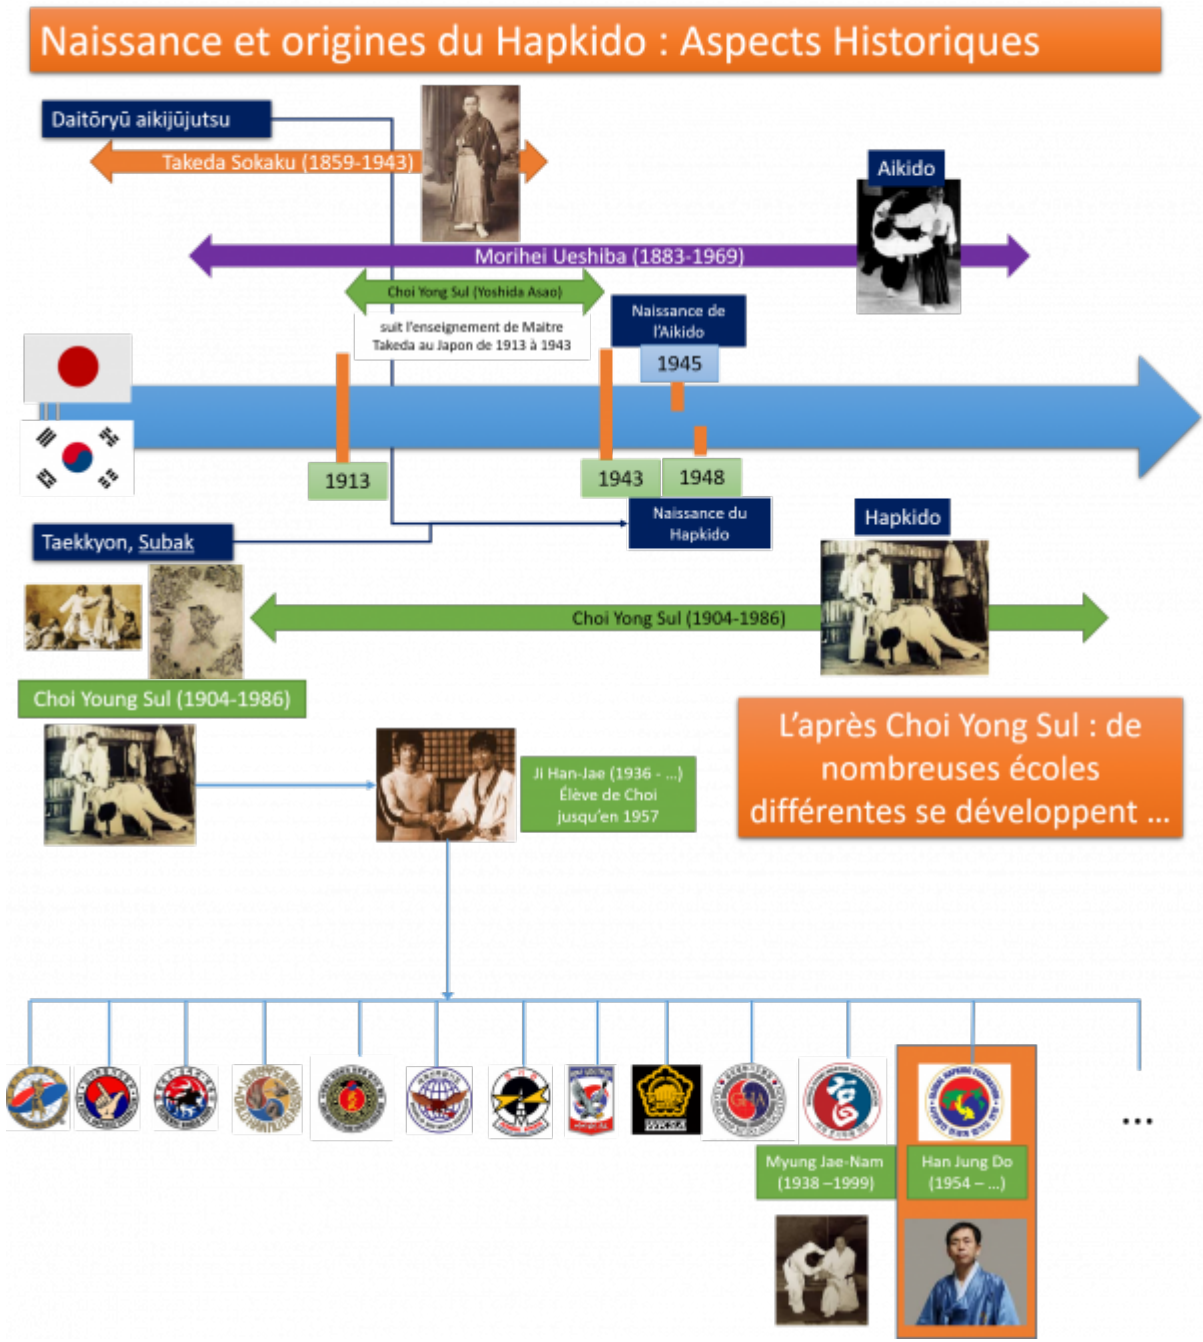 Naissance et origines du Hapkido : Aspects Historiques
Daitōryū aikijūjutsu
Takeda Sokaku (1859-1943)
Aikido
Morihei Ueshiba (1883-1969)
Choi Yong Sul (Yoshida Asao)
suit l'enseignement de Maitre
Takeda au Japon de 1913 à 1943
Naissance de
l'Aikido
1945
1913
1943
1948
Naissance du
Hapkido
Hapkido
Taekkyon, Subak
Choi Yong Sul (1904-1986)
Choi Young Sul (1904-1986)
Ji Han-Jae (1936 - ...)
Élève de Choi
jusqu'en 1957
L'après Choi Yong Sul : de
nombreuses écoles
différentes se développent ...
WKSA
GHA
...
Myung Jae-Nam
(1938 –1999)
Han Jung Do
(1954 – ...)